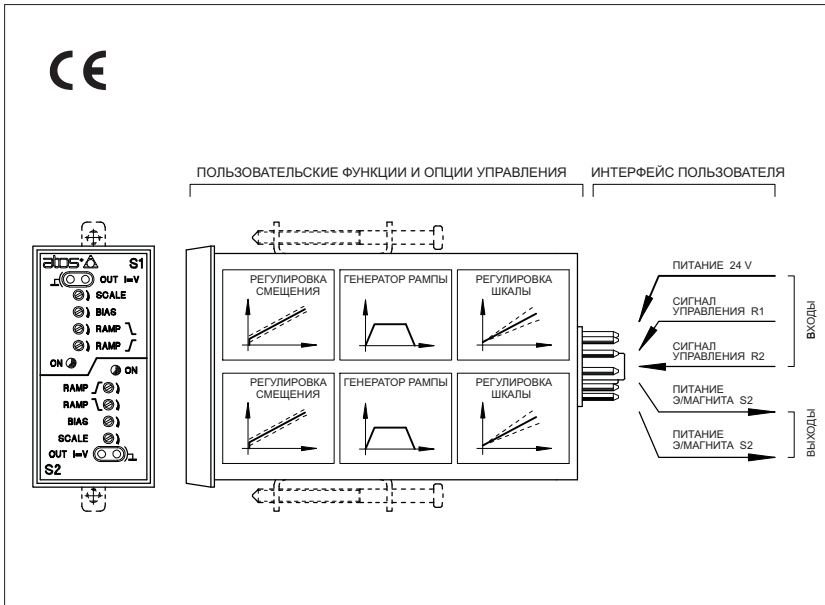 CE
ПОЛЬЗОВАТЕЛЬСКИЕ ФУНКЦИИ И ОПЦИИ УПРАВЛЕНИЯ
ИНТЕРФЕЙС ПОЛЬЗОВАТЕЛЯ
atos
S1
OUT I=V
SCALE
BIAS
RAMP
RAMP
ON
ON
RAMP
RAMP
BIAS
SCALE
OUT I=V
S2
РЕГУЛИРОВКА
СМЕЩЕНИЯ
ГЕНЕРАТОР РАМПЫ
РЕГУЛИРОВКА
ШКАЛЫ
РЕГУЛИРОВКА
СМЕЩЕНИЯ
ГЕНЕРАТОР РАМПЫ
РЕГУЛИРОВКА
ШКАЛЫ
ПИТАНИЕ 24 V
СИГНАЛ
УПРАВЛЕНИЯ R1
СИГНАЛ
УПРАВЛЕНИЯ R2
ПИТАНИЕ
Э/МАГНИТА S2
ПИТАНИЕ
Э/МАГНИТА S2
ВХОДЫ
ВЫХОДЫ